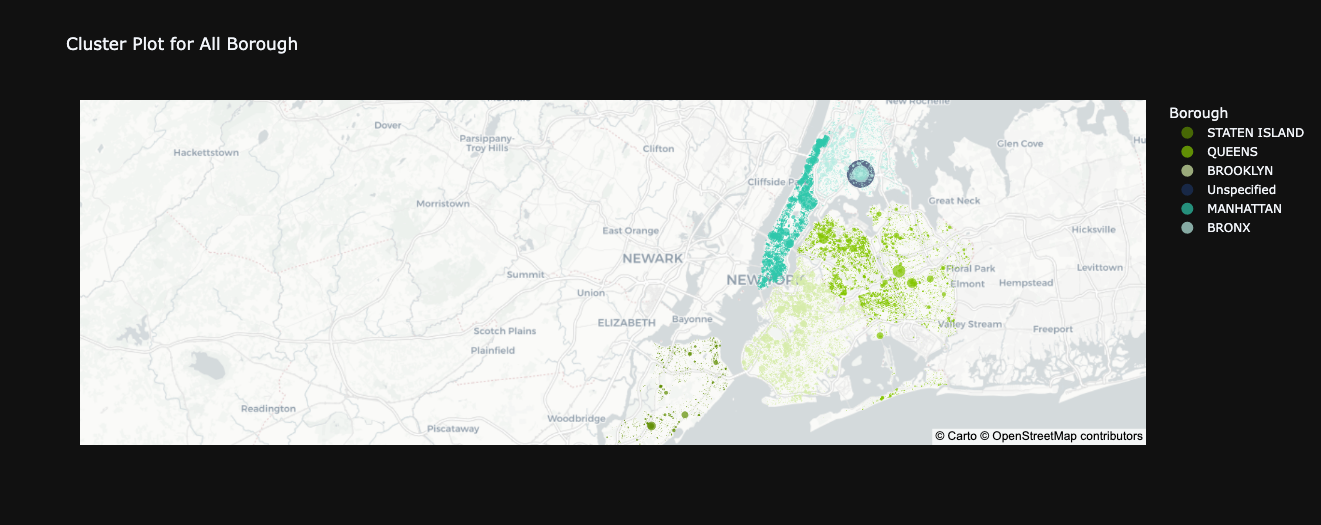 Cluster Plot for All Borough
New Rochelle
Dover
Parsippany-
Troy Hills
Clifton
Glen Cove
Hackettstown
Cliffside P
Morristown
Great Neck
East Orange
Hicksville
NEWARK
Floral Park
Levittown
Summit
NEW YORK
Elmont
Hempstead
Union
ELIZABETH
Bayonne
Scotch Plains
Valley Stream
Freeport
Plainfield
Readington
Woodbridge
Piscataway
© Carto © OpenStreetMap contributors
Borough
STATEN ISLAND
QUEENS
BROOKLYN
Unspecified
MANHATTAN
BRONX